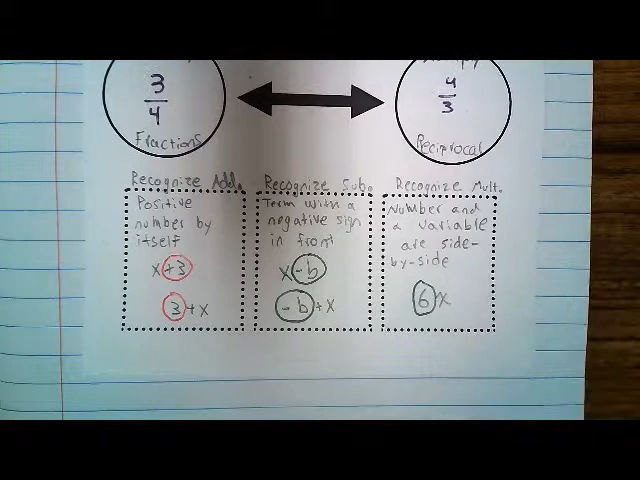 3
4
Fractions
4
3
Reciprocal
Recognize Add.
Positive
number by
itself
x+3
3+x
Recognize Sub.
Term with a
negative sign
in front
x-b
-b+x
Recognize Mult.
Number and
a variable
are side-
by-side
6x